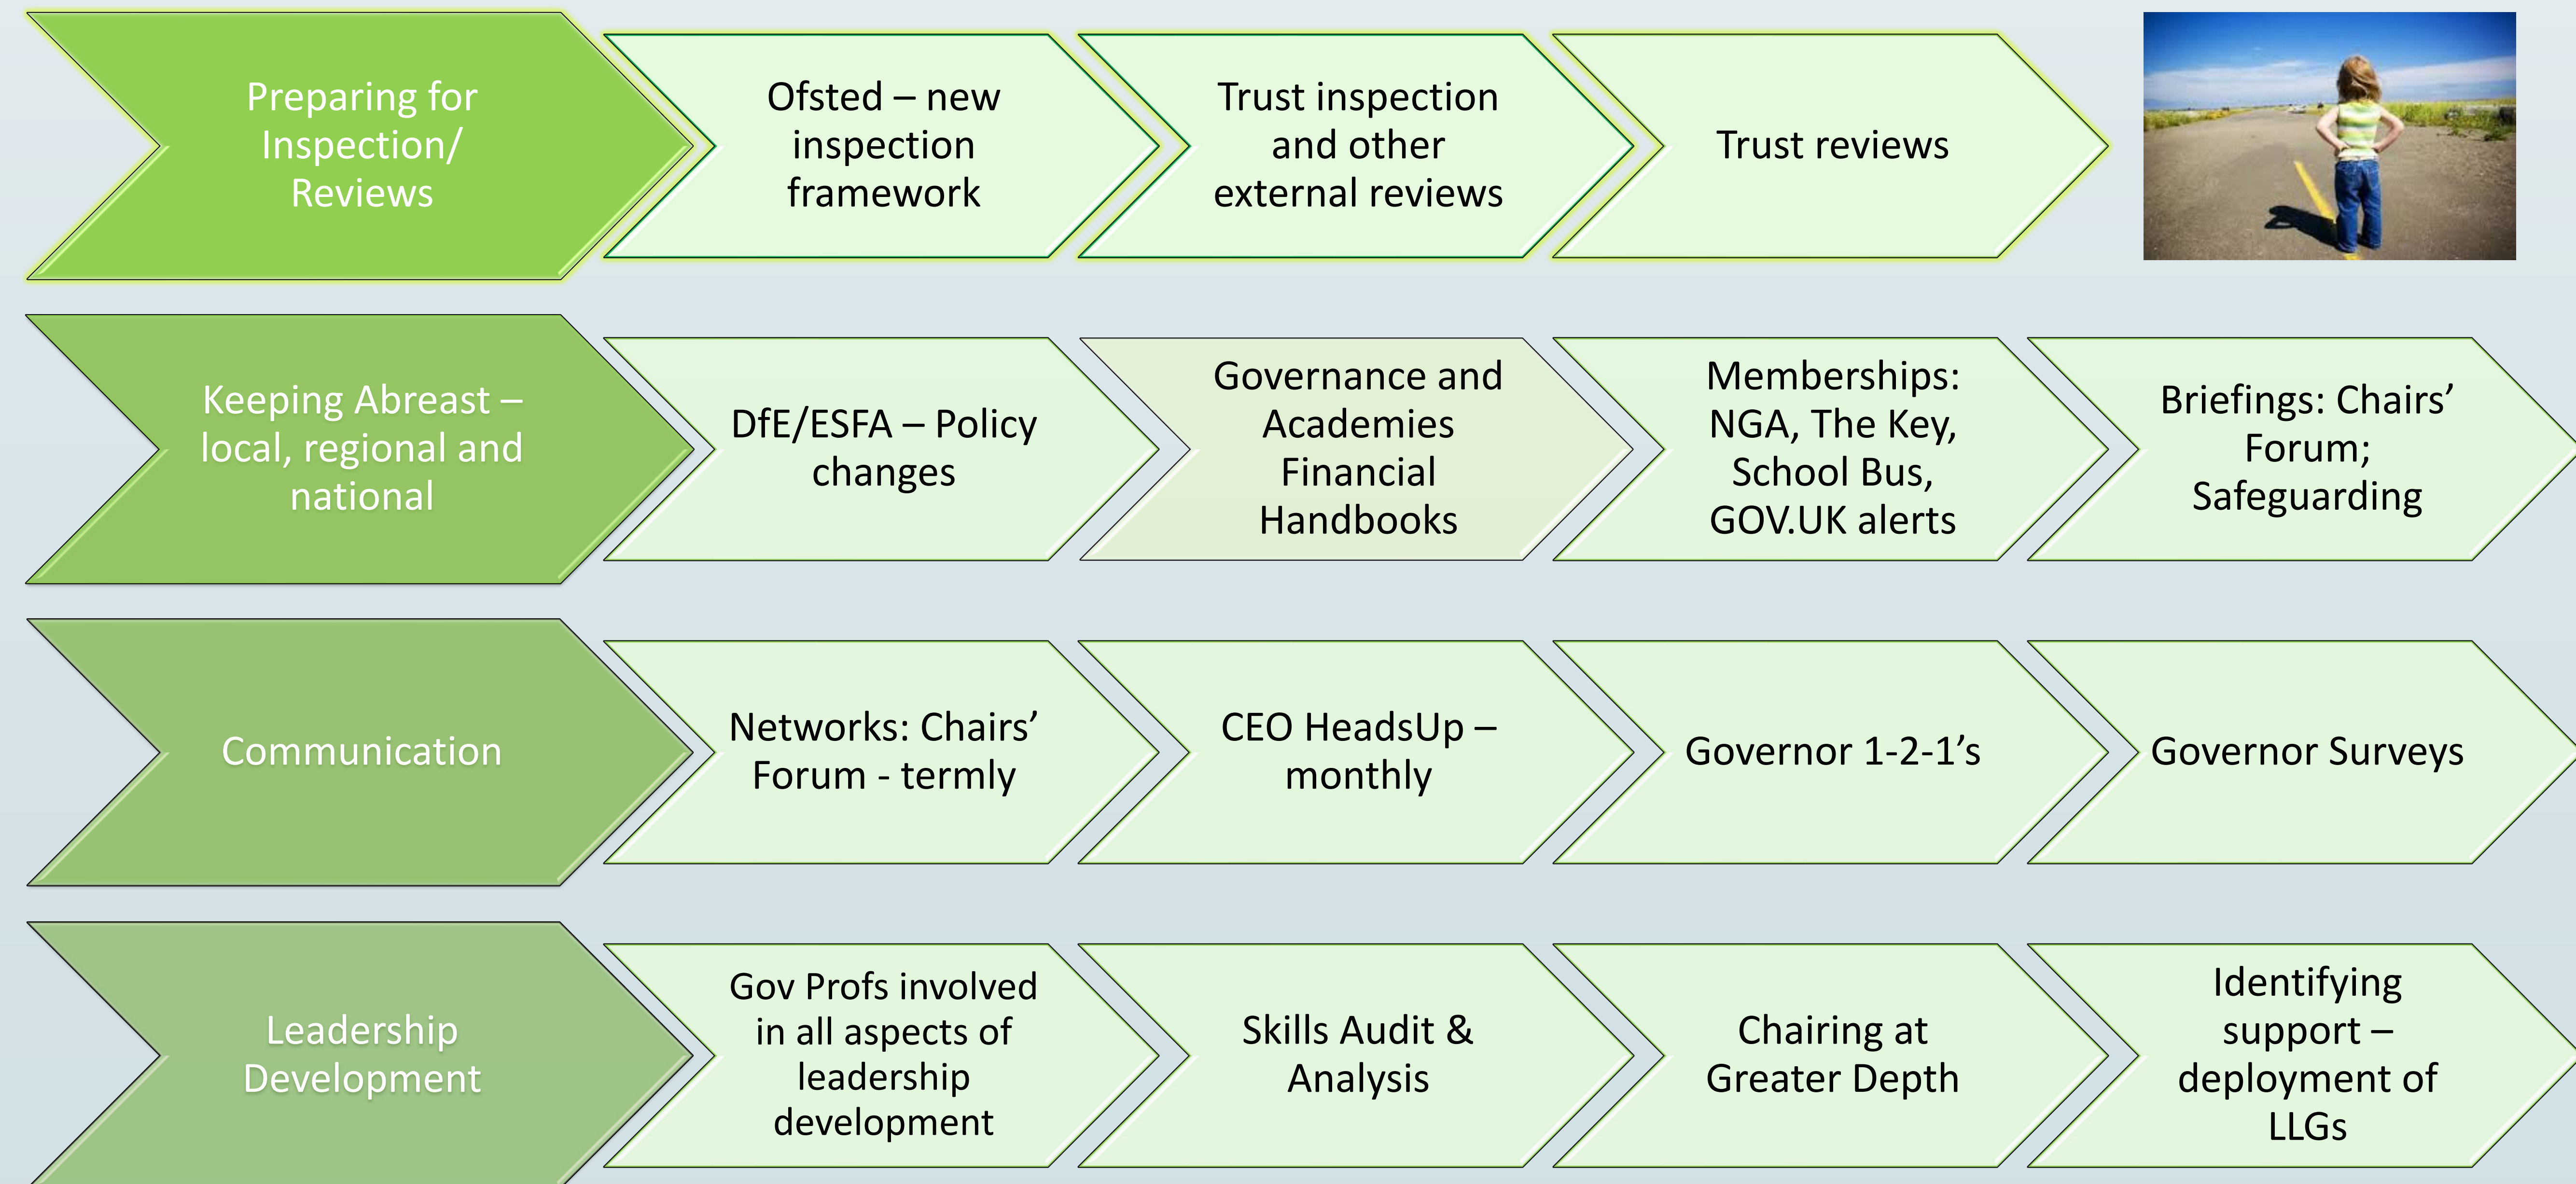 Preparing for
Inspection/
Reviews
Ofsted – new
inspection
framework
Trust inspection
and other
external reviews
Trust reviews
Keeping Abreast –
local, regional and
national
DfE/ESFA – Policy
changes
Governance and
Academies
Financial
Handbooks
Memberships:
NGA, The Key,
School Bus,
GOV.UK alerts
Briefings: Chairs’
Forum;
Safeguarding
Communication
Networks: Chairs’
Forum - termly
CEO HeadsUp –
monthly
Governor 1-2-1’s
Governor Surveys
Leadership
Development
Gov Profs involved
in all aspects of
leadership
development
Skills Audit &
Analysis
Chairing at
Greater Depth
Identifying
support –
deployment of
LLGs